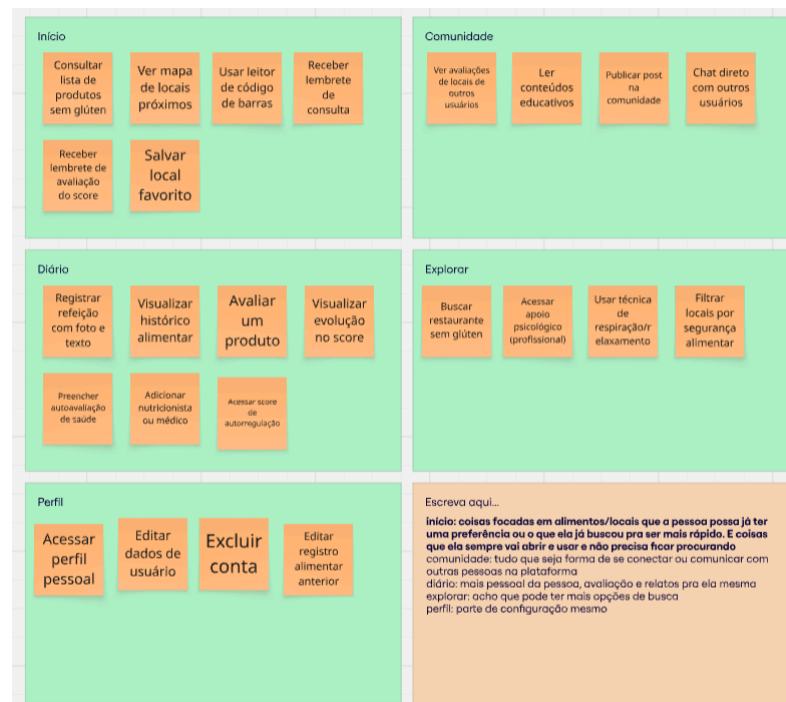 Início
Consultar
lista de
produtos
sem glúten
Ver mapa
de locais
próximos
Usar leitor
de código
de barras
Receber
lembrete
de
consulta
Receber
lembrete de
avaliação
do score
Salvar
local
favorito
Comunidade
Ver avaliações
de locais de
outros
usuários
Ler
conteúdos
educativos
Publicar post
na
comunidade
Chat direto
com outros
usuários
Diário
Registrar
refeição
com foto e
texto
Visualizar
histórico
alimentar
Avaliar
um
produto
Visualizar
evolução
no score
Preencher
autoavaliação
de saúde
Adicionar
nutricionista
ou médico
Acessar score
de
autorregulação
Explorar
Buscar
restaurante
sem glúten
Acessar
apoio
psicológico
(profissional)
Usar técnica
de
respiração/r
elaxamento
Filtrar
locais por
segurança
alimentar
Perfil
Acessar
perfil
pessoal
Editar
dados de
usuário
Excluir
conta
Editar
registro
alimentar
anterior
Escreva aqui...
início: coisas focadas em alimentos/locais que a pessoa possa já ter
uma preferência ou o que ela já buscou pra ser mais rápido. E coisas
que ela sempre vai abrir e usar e não precisa ficar procurando
comunidade: tudo que seja forma de se conectar ou comunicar com
outras pessoas na plataforma
diário: mais pessoal da pessoa, avaliação e relatos pra ela mesma
explorar: acho que pode ter mais opções de busca
perfil: parte de configuração mesmo